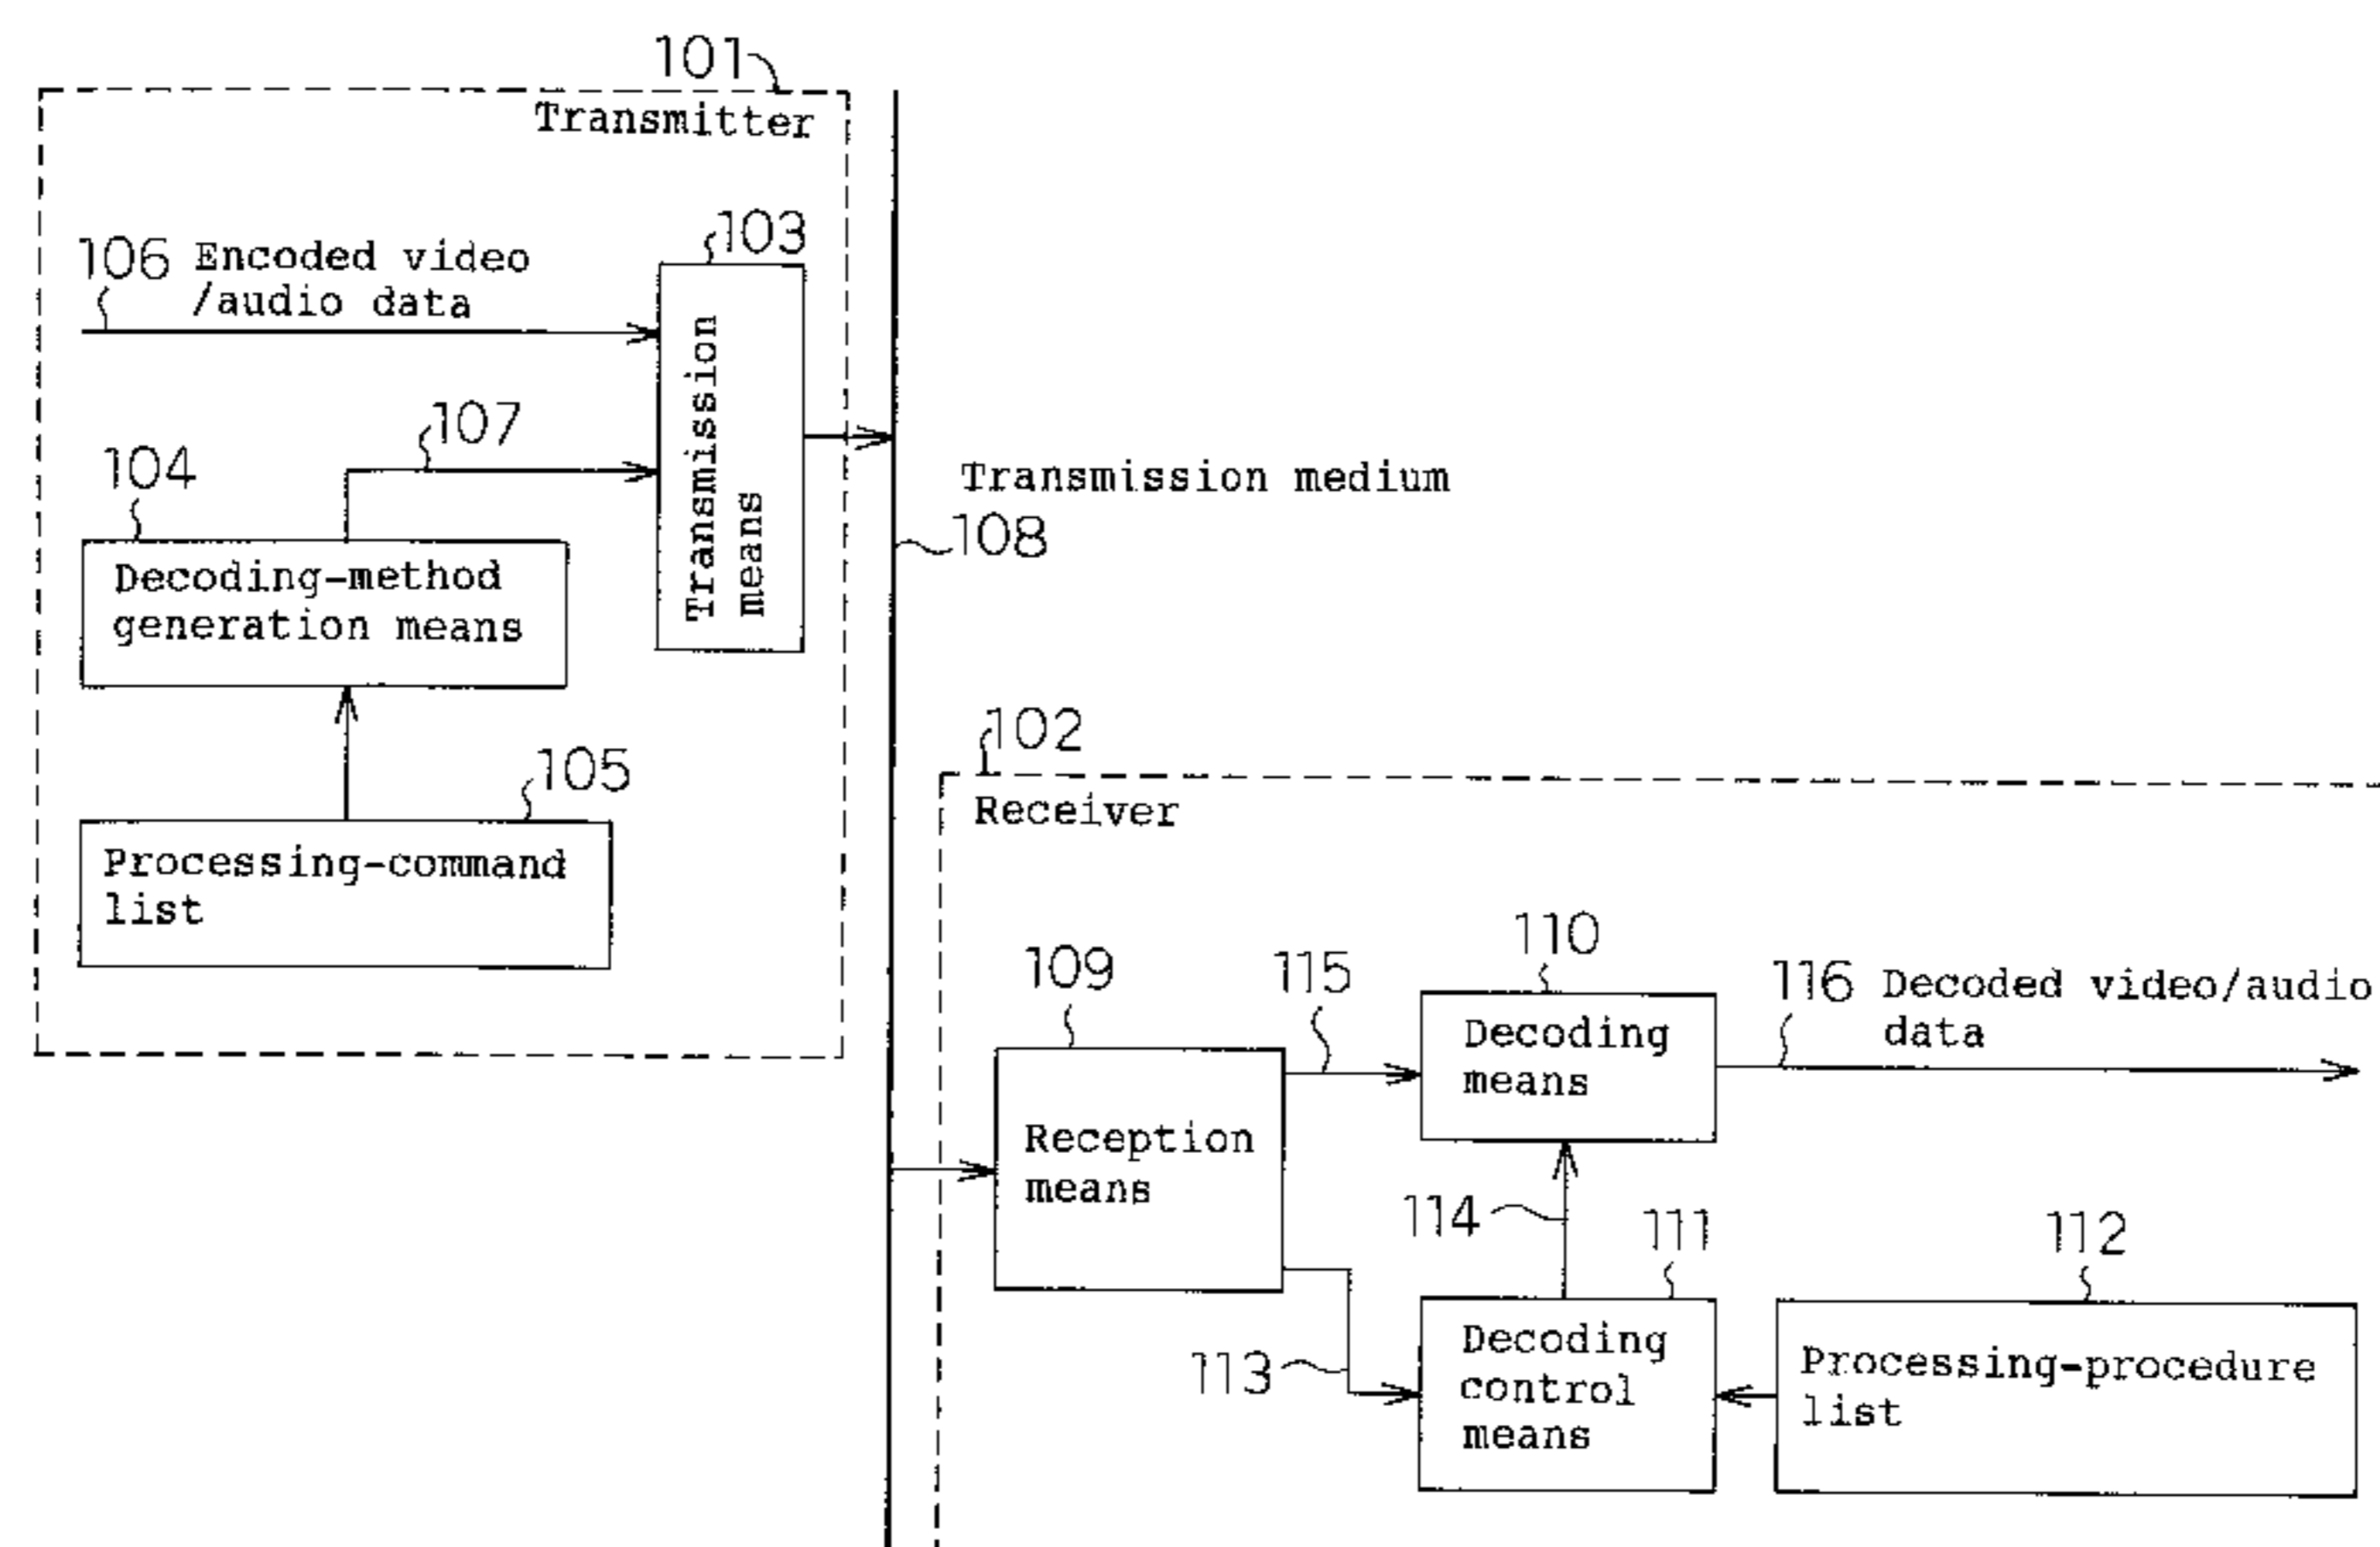 101
Transmitter
103
106 Encoded video
/audio data
Transmission
means
107
104
Transmission medium
108
Decoding-method
generation means
102
105
Receiver
Processing-command
list
110
109
115
116 Decoded video/audio
data
Decoding
means
Reception
means
114
111
112
113
Decoding
control
means
Processing-procedure
list